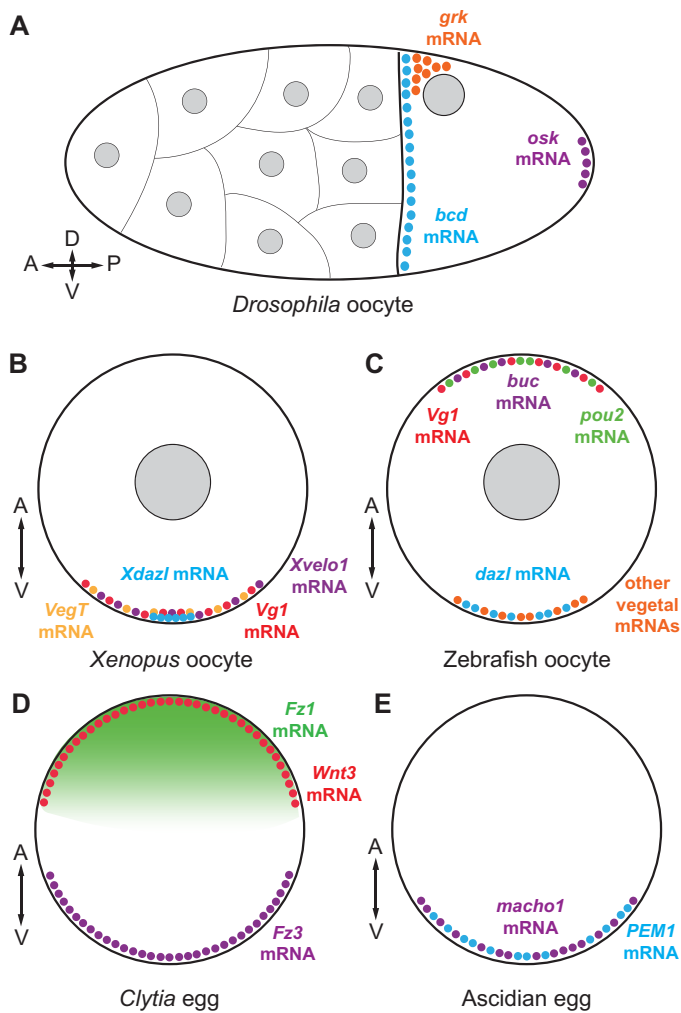 A
grk
mRNA
osk
mRNA
bcd
mRNA
D
A P
V
Drosophila oocyte
B
A
V
Xdazl mRNA
Xvelo1
mRNA
VegT
mRNA
Vg1
mRNA
Xenopus oocyte
C
buc
mRNA
Vg1
mRNA
pou2
mRNA
A
V
dazl mRNA
other
vegetal
mRNAs
Zebrafish oocyte
D
Fz1
mRNA
Wnt3
mRNA
A
V
Fz3
mRNA
Clytia egg
E
A
V
macho1
mRNA
PEM1
mRNA
Ascidian egg